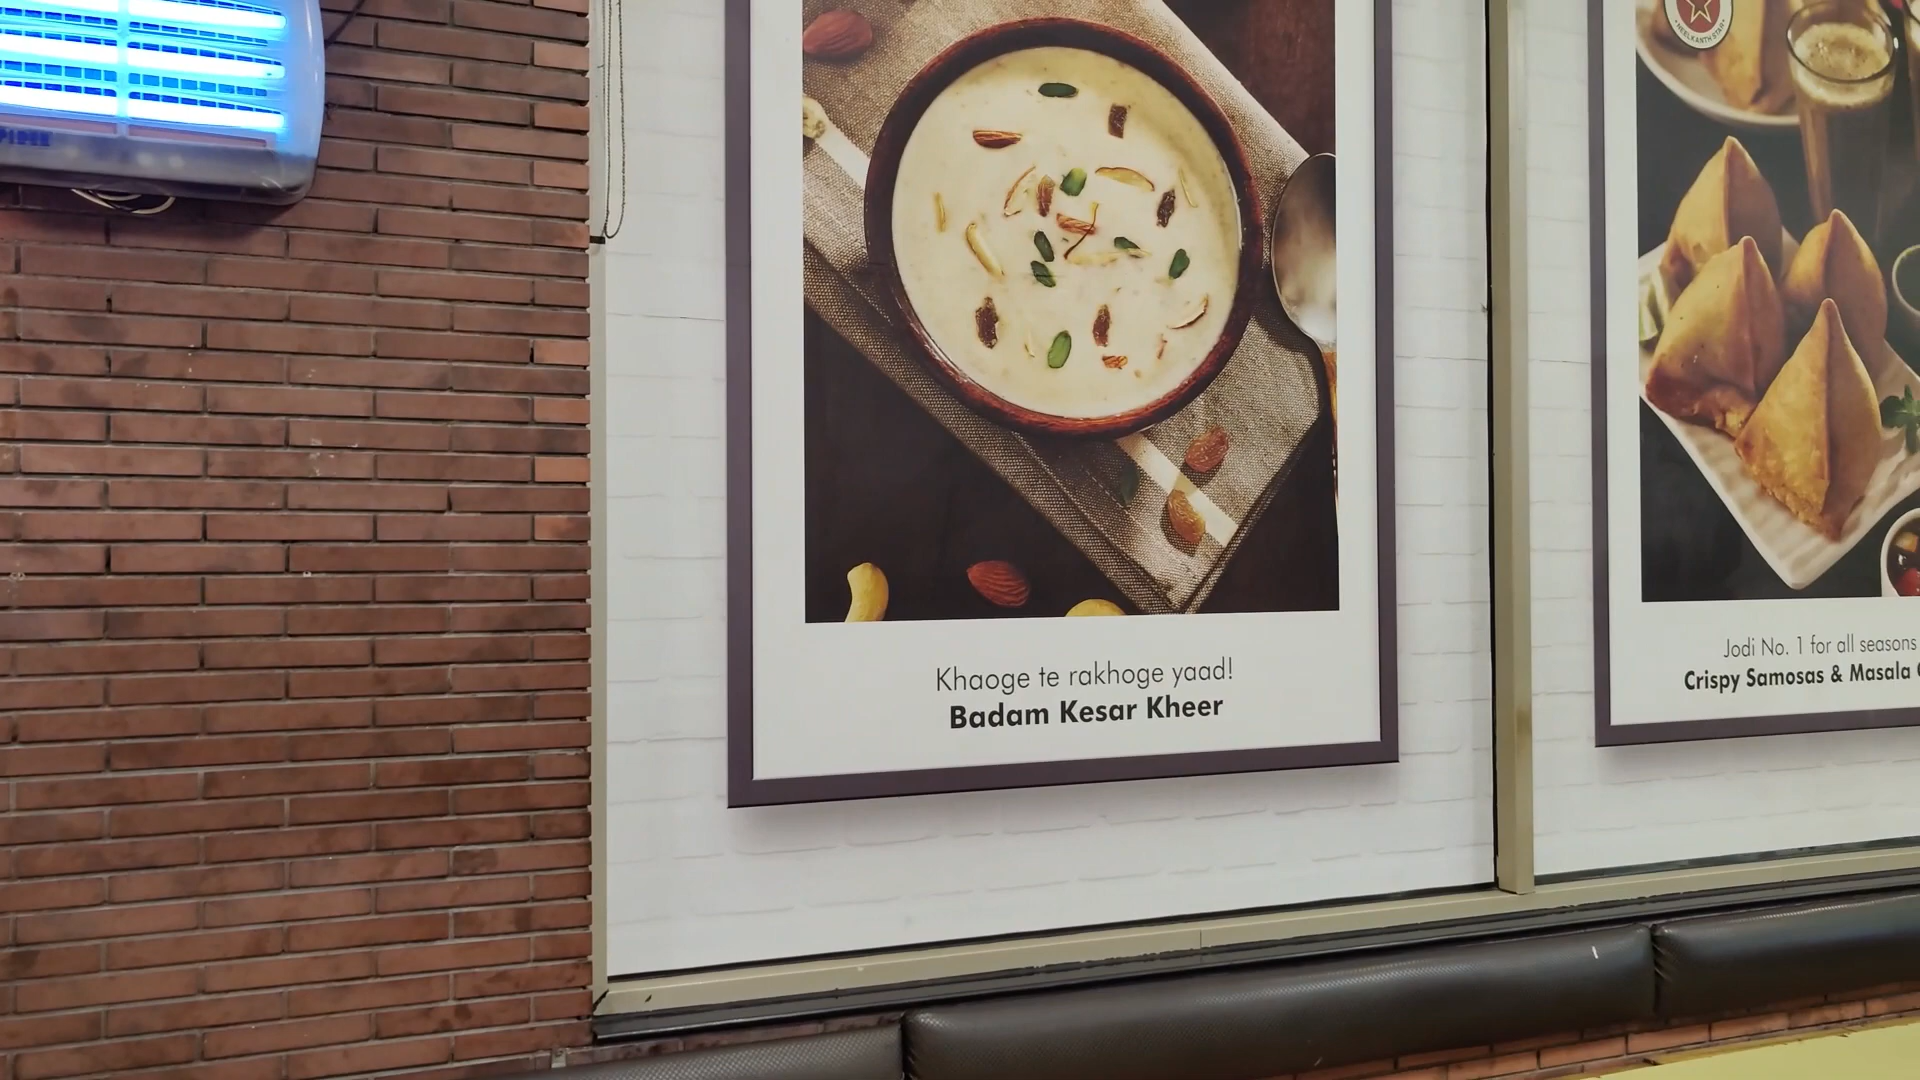 Khaoge te rakhoge yaad!
Badam Kesar Kheer
Jodi No. 1 for all seasons
Crispy Samosas & Masala